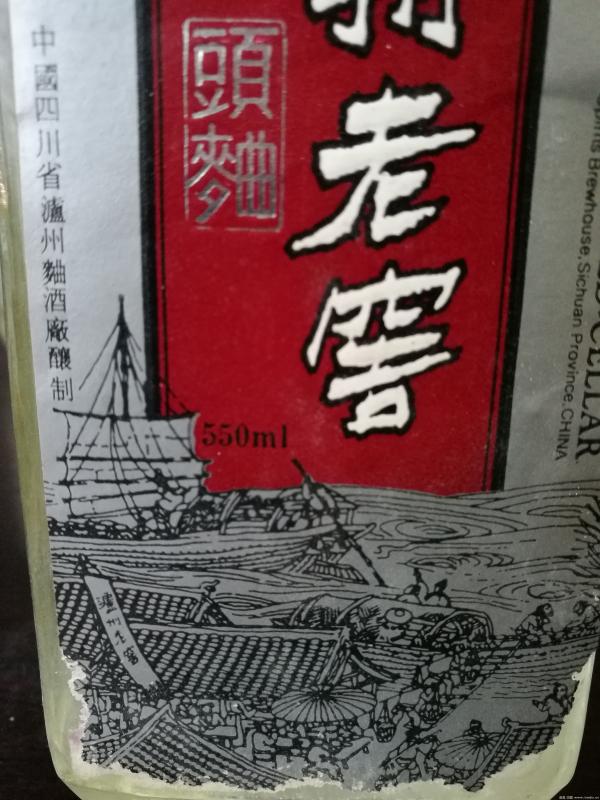 中國四川省瀘州麯酒廠釀制
頭麯
老窖
550ml
瀘州老窖
CELLAR
Spirits Brewhouse, Sichuan Province, CHINA